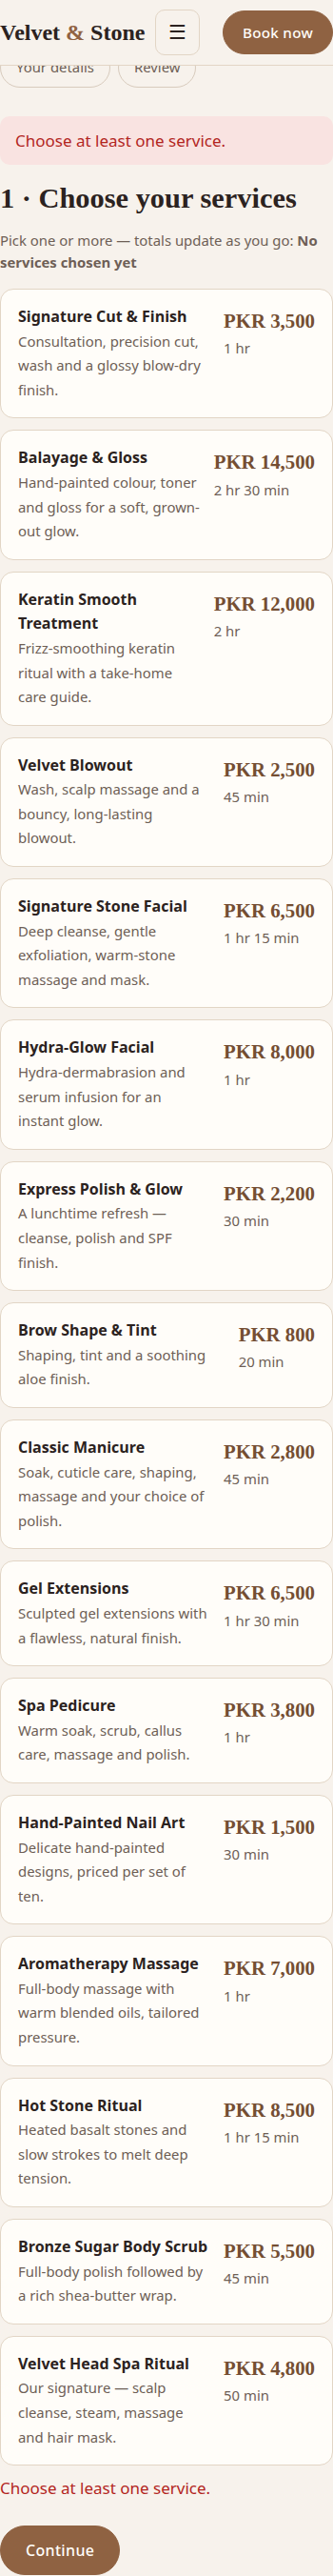 Velvet & Stone ☰ Book now
Your details Review
Choose at least one service.
1 · Choose your services
Pick one or more — totals update as you go: No
services chosen yet
Signature Cut & Finish PKR 3,500
Consultation, precision cut, 1 hr
wash and a glossy blow-dry
finish.
Balayage & Gloss PKR 14,500
Hand-painted colour, toner 2 hr 30 min
and gloss for a soft, grown-
out glow.
Keratin Smooth PKR 12,000
Treatment 2 hr
Frizz-smoothing keratin
ritual with a take-home
care guide.
Velvet Blowout PKR 2,500
Wash, scalp massage and a 45 min
bouncy, long-lasting
blowout.
Signature Stone Facial PKR 6,500
Deep cleanse, gentle 1 hr 15 min
exfoliation, warm-stone
massage and mask.
Hydra-Glow Facial PKR 8,000
Hydra-dermabrasion and 1 hr
serum infusion for an
instant glow.
Express Polish & Glow PKR 2,200
A lunchtime refresh — 30 min
cleanse, polish and SPF
finish.
Brow Shape & Tint PKR 800
Shaping, tint and a soothing 20 min
aloe finish.
Classic Manicure PKR 2,800
Soak, cuticle care, shaping, 45 min
massage and your choice of
polish.
Gel Extensions PKR 6,500
Sculpted gel extensions with 1 hr 30 min
a flawless, natural finish.
Spa Pedicure PKR 3,800
Warm soak, scrub, callus 1 hr
care, massage and polish.
Hand-Painted Nail Art PKR 1,500
Delicate hand-painted 30 min
designs, priced per set of
ten.
Aromatherapy Massage PKR 7,000
Full-body massage with 1 hr
warm blended oils, tailored
pressure.
Hot Stone Ritual PKR 8,500
Heated basalt stones and 1 hr 15 min
slow strokes to melt deep
tension.
Bronze Sugar Body Scrub PKR 5,500
Full-body polish followed by 45 min
a rich shea-butter wrap.
Velvet Head Spa Ritual PKR 4,800
Our signature — scalp 50 min
cleanse, steam, massage
and hair mask.
Choose at least one service.
Continue